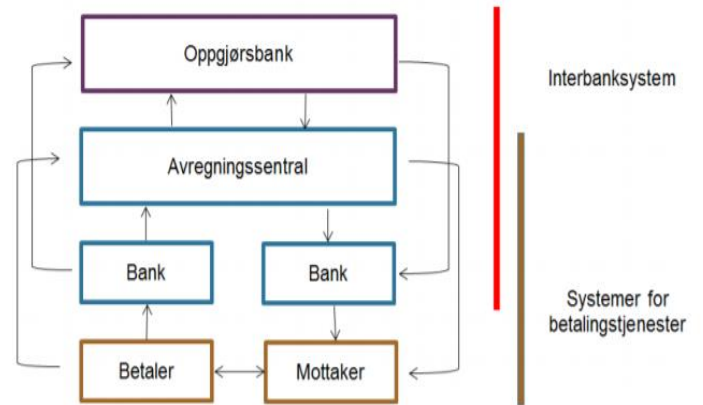 Oppgjørsbank
Interbanksystem
Avregningssentral
Bank
Bank
Systemer for
betalingstjenester
Betaler
Mottaker